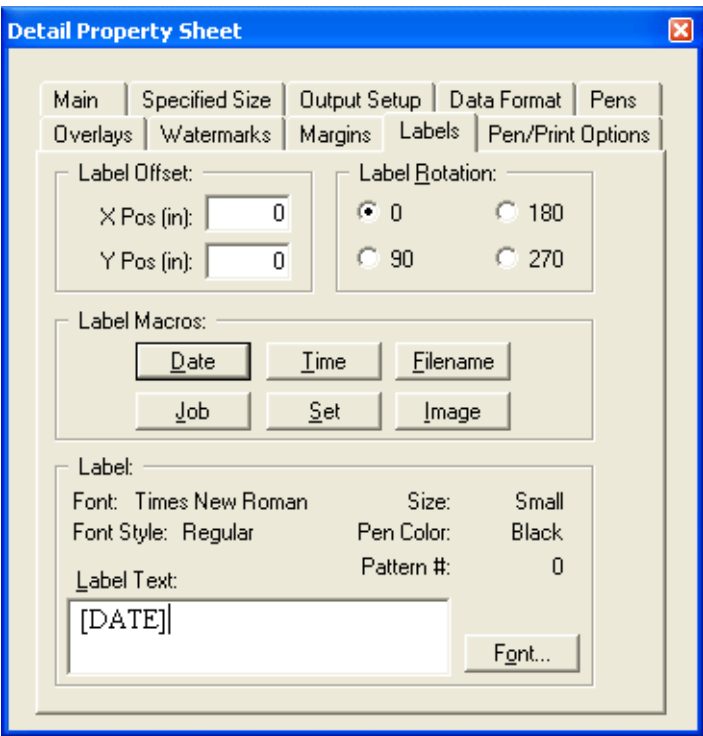 Detail Property Sheet
Main Specified Size Output Setup Data Format Pens
Overlays Watermarks Margins Labels Pen/Print Options
Label Offset:
X Pos (in): 0
Y Pos (in): 0
Label Rotation:
0 180
90 270
Label Macros:
Date Time Filename
Job Set Image
Label:
Font: Times New Roman Size: Small
Font Style: Regular Pen Color: Black
Pattern #: 0
Label Text:
[DATE]
Font...